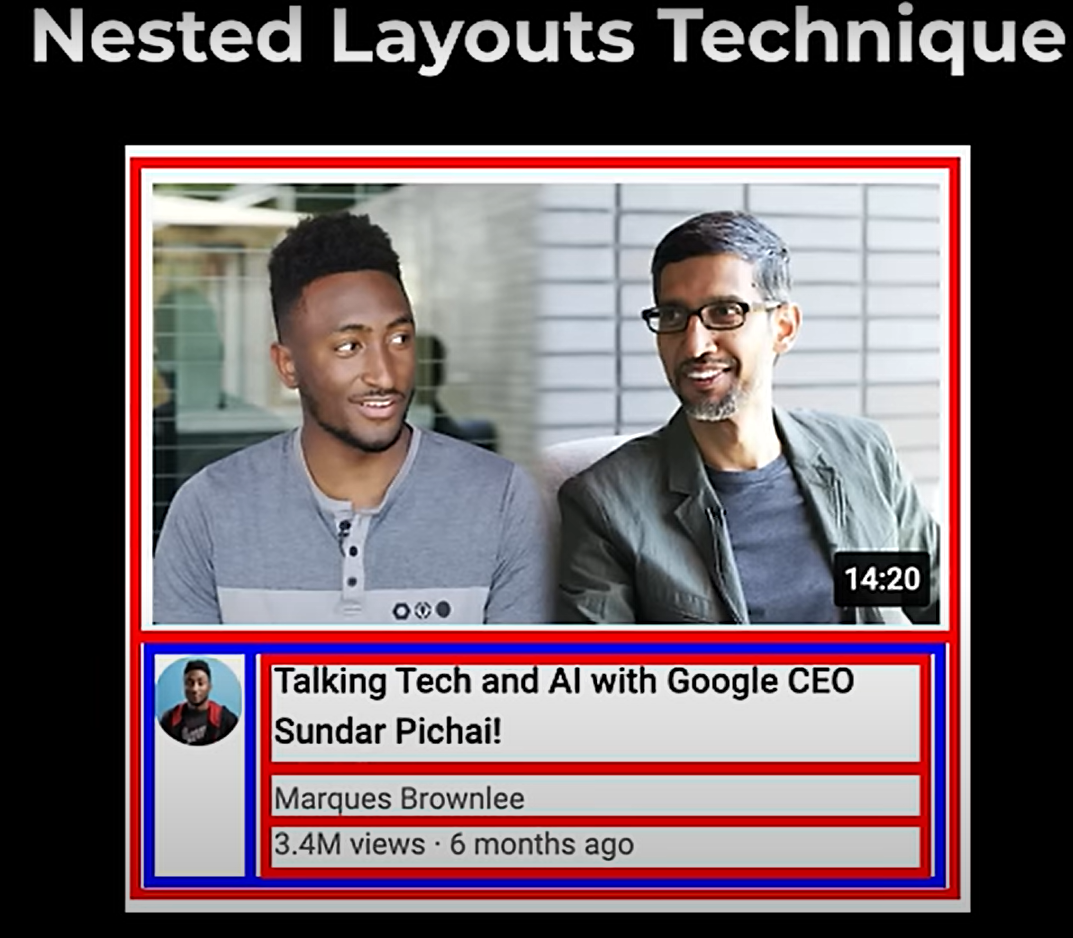 Nested Layouts Technique
14:20
Talking Tech and AI with Google CEO
Sundar Pichai!
Marques Brownlee
3.4M views · 6 months ago